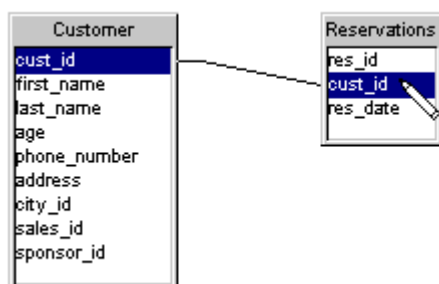 Customer
cust_id
first_name
last_name
age
phone_number
address
city_id
sales_id
sponsor_id
Reservations
res_id
cust_id
res_date